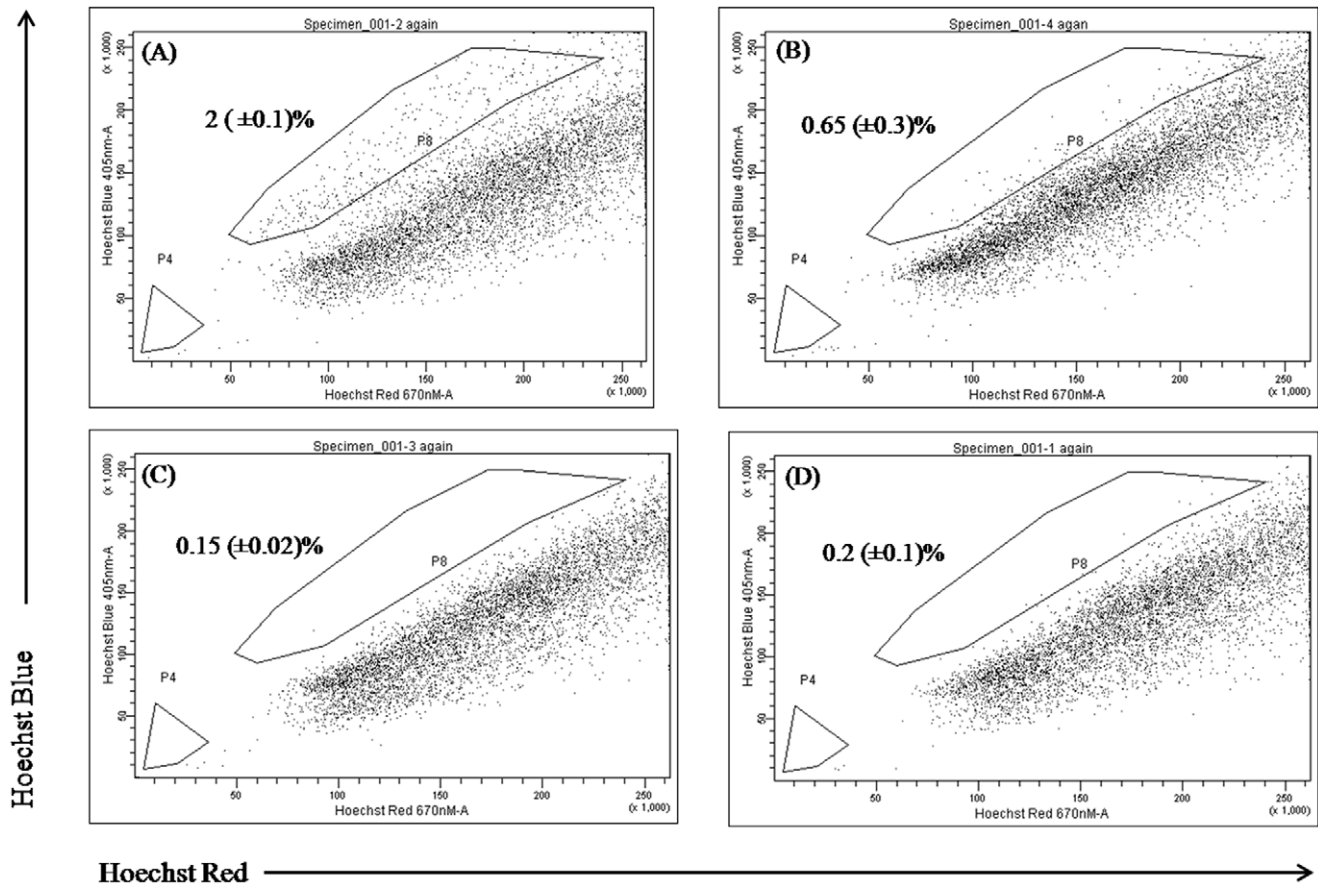 Specimen_001-2 again
(A)
2 ( ±0.1)%
P8
P4
(x 1,000)
250
200
150
100
50
Hoechst Blue 405nm-A
50 100 150 200 250
Hoechst Red 670nM-A
(x 1,000)
Specimen_001-4 again
(B)
0.65 (±0.3)%
P8
P4
(x 1,000)
250
200
150
100
50
Hoechst Blue 405nm-A
50 100 150 200 250
Hoechst Red 670nM-A
(x 1,000)
Specimen_001-3 again
(C)
0.15 (±0.02)%
P8
P4
(x 1,000)
250
200
150
100
50
Hoechst Blue 405nm-A
50 100 150 200 250
Hoechst Red 670nM-A
(x 1,000)
Specimen_001-1 again
(D)
0.2 (±0.1)%
P8
P4
(x 1,000)
250
200
150
100
50
Hoechst Blue 405nm-A
50 100 150 200 250
Hoechst Red 670nM-A
(x 1,000)
Hoechst Blue
Hoechst Red